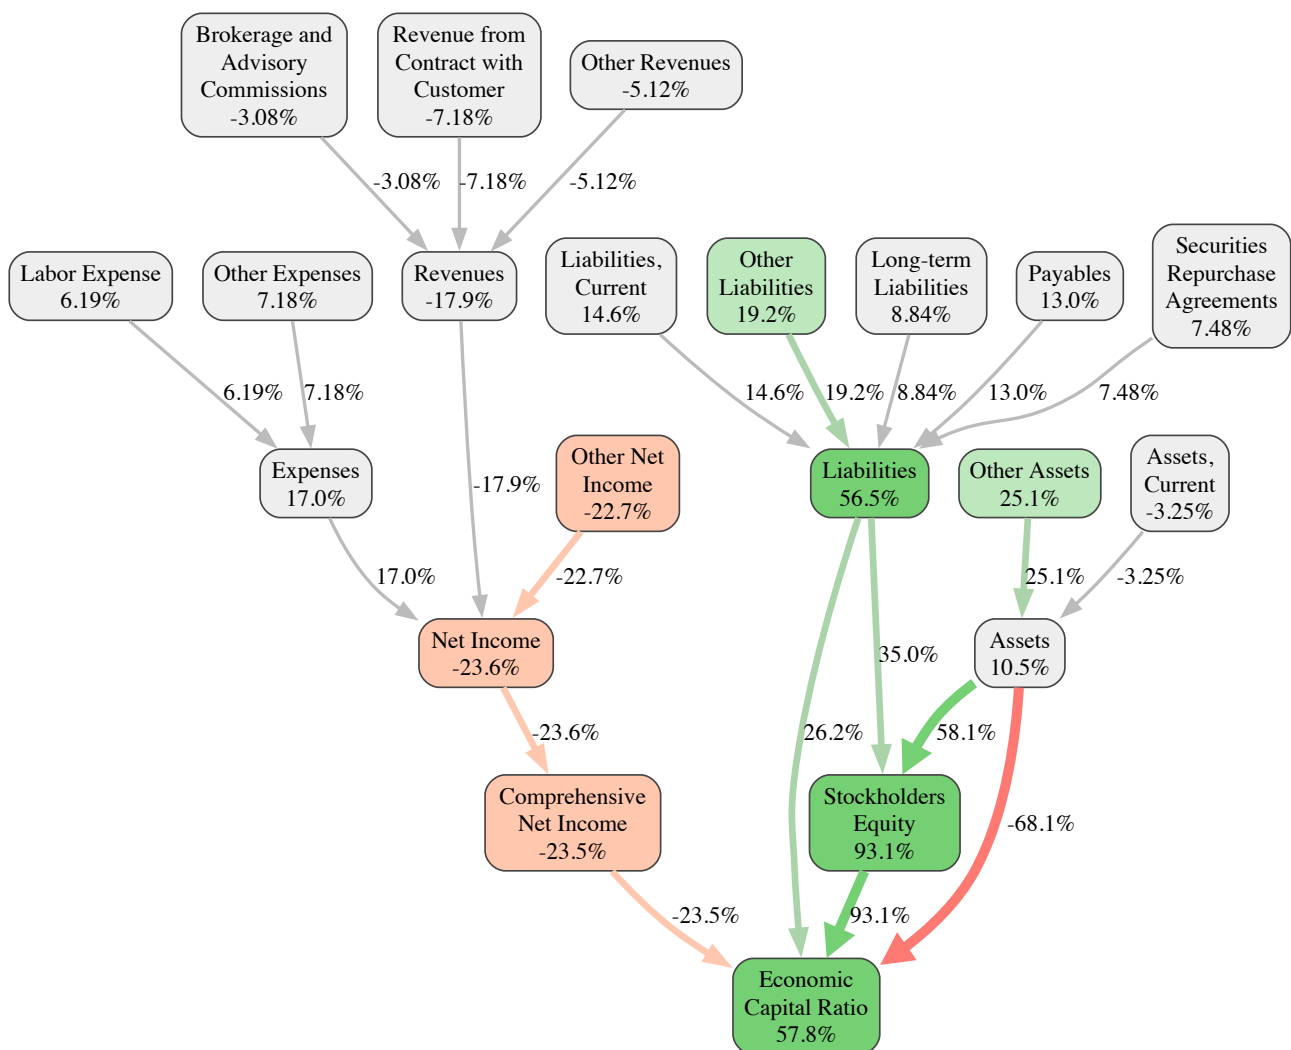 Brokerage and
Advisory
Commissions
-3.08%
Revenue from
Contract with
Customer
-7.18%
Other Revenues
-5.12%
-3.08%
-7.18%
-5.12%
Labor Expense
6.19%
Other Expenses
7.18%
Revenues
-17.9%
Liabilities,
Current
14.6%
Other
Liabilities
19.2%
Long-term
Liabilities
8.84%
Payables
13.0%
Securities
Repurchase
Agreements
7.48%
6.19%
7.18%
14.6%
19.2%
8.84%
13.0%
7.48%
Expenses
17.0%
-17.9%
Other Net
Income
-22.7%
Liabilities
56.5%
Other Assets
25.1%
Assets,
Current
-3.25%
17.0%
-22.7%
25.1%
-3.25%
Net Income
-23.6%
35.0%
Assets
10.5%
-23.6%
26.2%
58.1%
Comprehensive
Net Income
-23.5%
Stockholders
Equity
93.1%
-68.1%
-23.5%
93.1%
Economic
Capital Ratio
57.8%